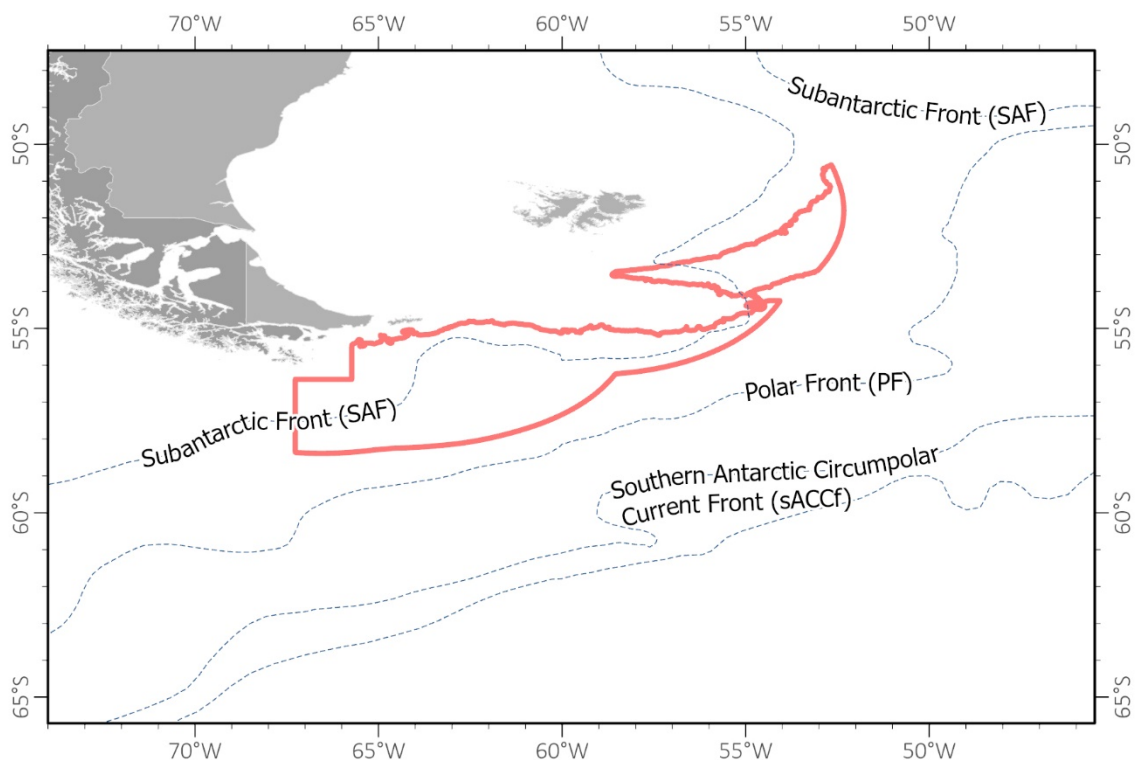 70°W 65°W 60°W 55°W 50°W
Subantarctic Front (SAF)
50°S 50°S
55°S 55°S
Polar Front (PF)
Subantarctic Front (SAF)
Southern Antarctic Circumpolar
Current Front (sACCf)
60°S 60°S
65°S 65°S
70°W 65°W 60°W 55°W 50°W